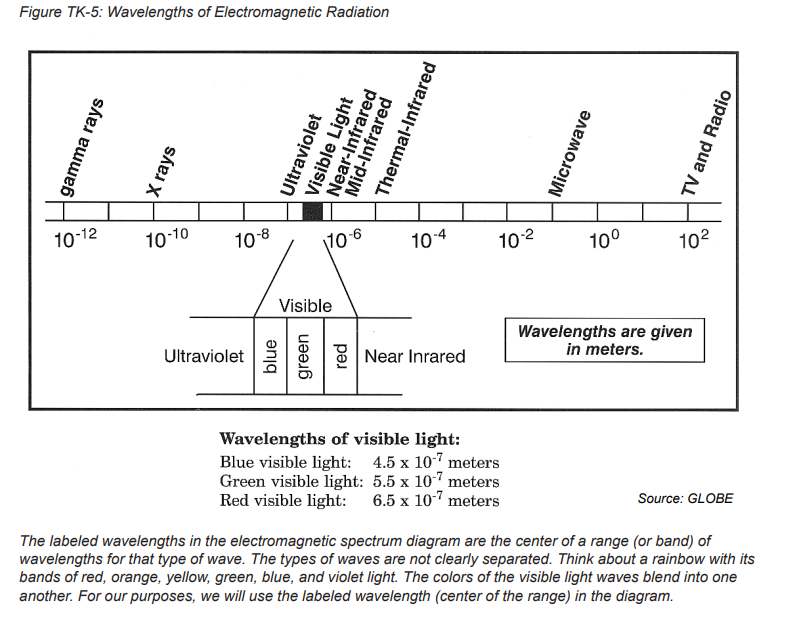 Figure TK-5: Wavelengths of Electromagnetic Radiation
gamma rays
X rays
Ultraviolet
Visible Light
Near-Infrared
Mid-Infrared
Thermal-Infrared
Microwave
TV and Radio
10⁻¹² 10⁻¹⁰ 10⁻⁸ 10⁻⁶ 10⁻⁴ 10⁻² 10⁰ 10²
Visible
Ultraviolet blue green red Near Inrared
Wavelengths are given
in meters.
Wavelengths of visible light:
Blue visible light: 4.5 x 10⁻⁷ meters
Green visible light: 5.5 x 10⁻⁷ meters
Red visible light: 6.5 x 10⁻⁷ meters
Source: GLOBE
The labeled wavelengths in the electromagnetic spectrum diagram are the center of a range (or band) of
wavelengths for that type of wave. The types of waves are not clearly separated. Think about a rainbow with its
bands of red, orange, yellow, green, blue, and violet light. The colors of the visible light waves blend into one
another. For our purposes, we will use the labeled wavelength (center of the range) in the diagram.